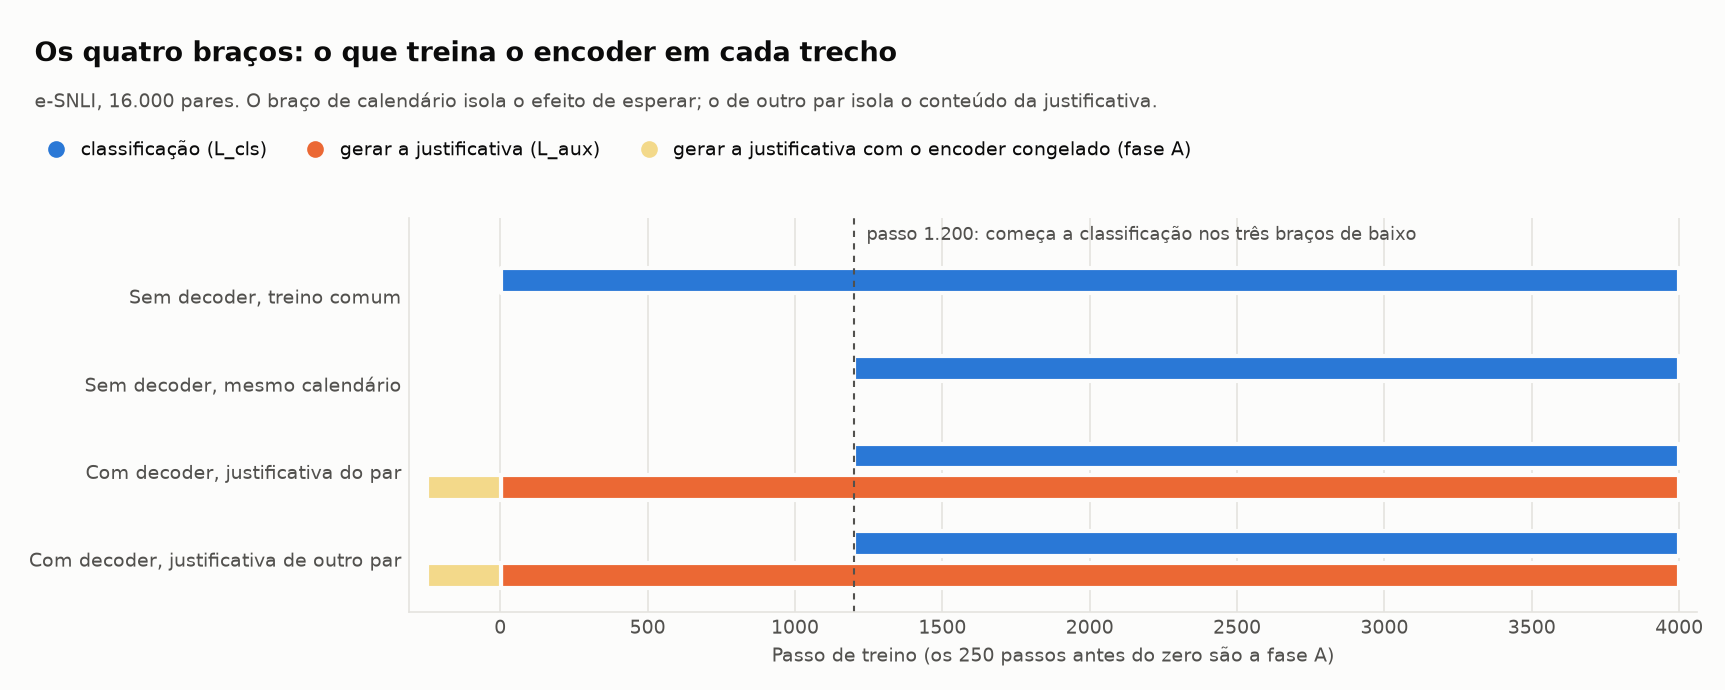 Os quatro braços: o que treina o encoder em cada trecho
e-SNLI, 16.000 pares. O braço de calendário isola o efeito de esperar; o de outro par isola o conteúdo da justificativa.
classificação (L_cls) gerar a justificativa (L_aux) gerar a justificativa com o encoder congelado (fase A)
passo 1.200: começa a classificação nos três braços de baixo
Sem decoder, treino comum
Sem decoder, mesmo calendário
Com decoder, justificativa do par
Com decoder, justificativa de outro par
0 500 1000 1500 2000 2500 3000 3500 4000
Passo de treino (os 250 passos antes do zero são a fase A)